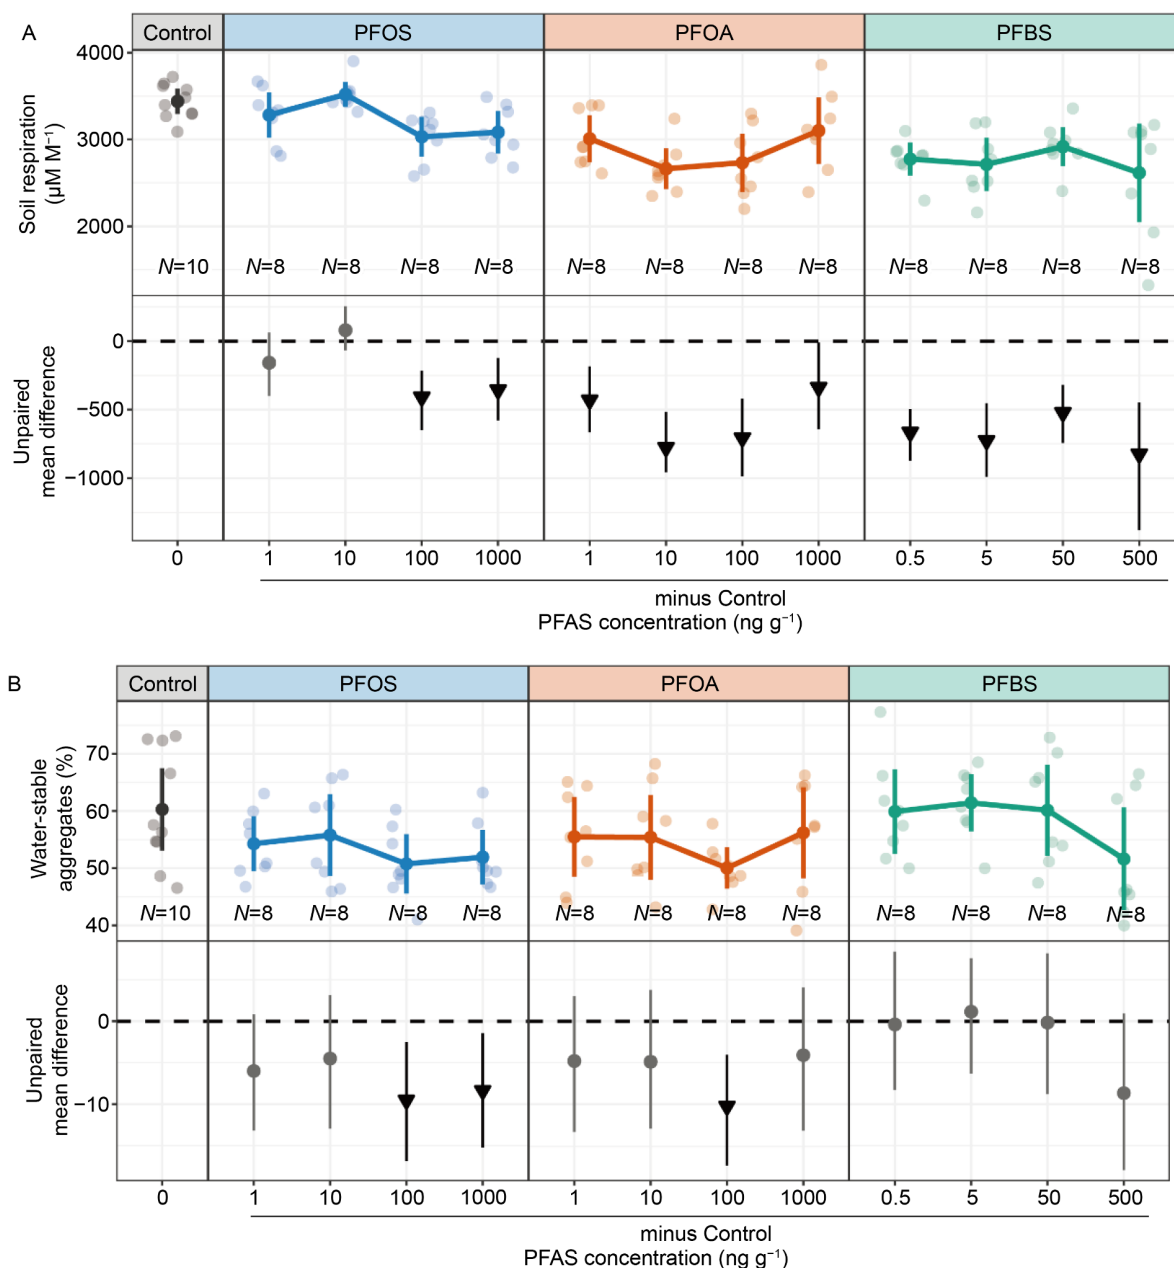 A
Control PFOS PFOA PFBS
4000
3000
2000
Soil respiration
(µM M⁻¹)
N=10 N=8 N=8 N=8 N=8 N=8 N=8 N=8 N=8 N=8 N=8 N=8 N=8
0
−500
−1000
Unpaired
mean difference
0 1 10 100 1000 1 10 100 1000 0.5 5 50 500
minus Control
PFAS concentration (ng g⁻¹)
B
Control PFOS PFOA PFBS
70
60
50
40
Water-stable
aggregates (%)
N=10 N=8 N=8 N=8 N=8 N=8 N=8 N=8 N=8 N=8 N=8 N=8 N=8
0
−10
Unpaired
mean difference
0 1 10 100 1000 1 10 100 1000 0.5 5 50 500
minus Control
PFAS concentration (ng g⁻¹)